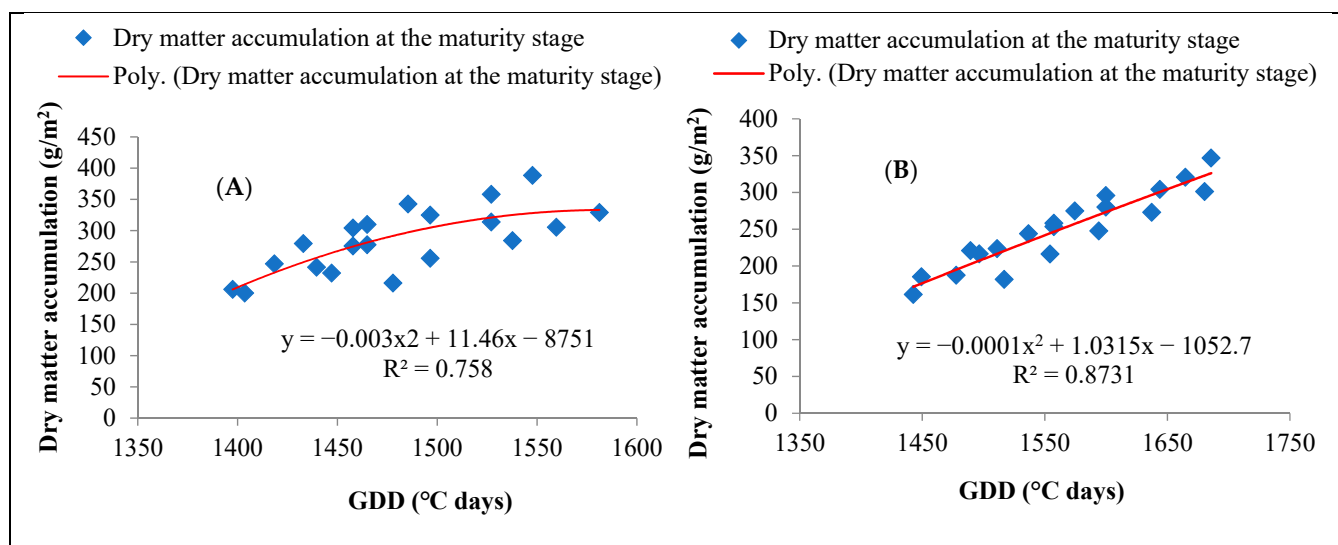 Dry matter accumulation at the maturity stage
Poly. (Dry matter accumulation at the maturity stage)
Dry matter accumulation (g/m²)
450
400
350
300
250
200
150
100
50
0
(A)
y = −0.003x2 + 11.46x − 8751
R² = 0.758
1350
1400
1450
1500
1550
1600
GDD (°C days)
Dry matter accumulation at the maturity stage
Poly. (Dry matter accumulation at the maturity stage)
Dry matter accumulation (g/m²)
400
350
300
250
200
150
100
50
0
(B)
y = −0.0001x² + 1.0315x − 1052.7
R² = 0.8731
1350
1450
1550
1650
1750
GDD (°C days)